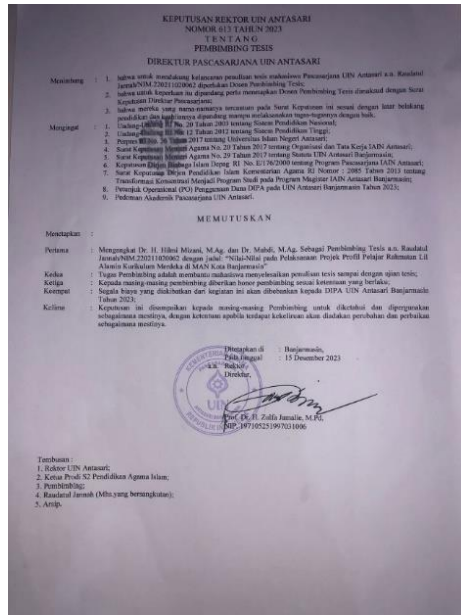 KEPUTUSAN REKTOR UIN ANTASARI
NOMOR 613 TAHUN 2023
TENTANG
PEMBIMBING TESIS
DIREKTUR PASCASARJANA UIN ANTASARI
Menimbang : 1. bahwa untuk mendukung kelancaran penulisan tesis mahasiswa Pascasarjana UIN Antasari a.n. Raudatul
Jannah/NIM.220211020062 diperlukan Dosen Pembimbing Tesis;
2. bahwa untuk keperluan itu dipandang perlu menetapkan Dosen Pembimbing Tesis dimaksud dengan Surat
Keputusan Direktur Pascasarjana;
3. bahwa mereka yang nama-namanya tercantum pada Surat Keputusan ini sesuai dengan latar belakang
pendidikan dan keahliannya dipandang mampu melaksanakan tugas-tugasnya dengan baik.
Mengingat : 1. Undang-Undang RI No. 20 Tahun 2003 tentang Sistem Pendidikan Nasional;
2. Undang-Undang RI No 12 Tahun 2012 tentang Pendidikan Tinggi;
3. Perpres RI No. 36 Tahun 2017 tentang Universitas Islam Negeri Antasari;
4. Surat Keputusan Menteri Agama No. 20 Tahun 2017 tentang Organisasi dan Tata Kerja IAIN Antasari;
5. Surat Keputusan Menteri Agama No. 29 Tahun 2017 tentang Statuta UIN Antasari Banjarmasin;
6. Keputusan Dirjen Bimbaga Islam Depag RI No. E/176/2000 tentang Program Pascasarjana IAIN Antasari;
7. Surat Keputusan Dirjen Pendidikan Islam Kementerian Agama RI Nomor : 2085 Tahun 2013 tentang
Transformasi Konsentrasi Menjadi Program Studi pada Program Magister IAIN Antasari Banjarmasin;
8. Petunjuk Operasional (PO) Penggunaan Dana DIPA pada UIN Antasari Banjarmasin Tahun 2023;
9. Pedoman Akademik Pascasarjana UIN Antasari.
MEMUTUSKAN
Menetapkan :
Pertama : Mengangkat Dr. H. Hilmi Mizani, M.Ag. dan Dr. Mahdi, M.Ag. Sebagai Pembimbing Tesis a.n. Raudatul
dengan judul: "Nilai-Nilai pada Pelaksanaan Projek Profil Pelajar Rahmatan Lil
Alamin Kurikulum Merdeka di MAN Kota Banjarmasin"
Kedua : Tugas Pembimbing adalah membantu mahasiswa menyelesaikan penulisan tesis sampai dengan ujian tesis;
Ketiga : Kepada masing-masing pembimbing diberikan honor pembimbing sesuai ketentuan yang berlaku;
Keempat : Segala biaya yang diakibatkan dari kegiatan ini akan dibebankan kepada DIPA UIN Antasari Banjarmasin
Tahun 2023;
Kelima : Keputusan ini disampaikan kepada masing-masing Pembimbing untuk diketahui dan dipergunakan
sebagaimana mestinya, dengan ketentuan apabila terdapat kekeliruan akan diadakan perubahan dan perbaikan
sebagaimana mestinya.
Ditetapkan di : Banjarmasin,
Pada tanggal : 15 Desember 2023
a.n. Rektor
Direktur,
UIN
Prof. Dr. H. Zulfa Jamalie, M.Pd.
NIP. 197105251997031006
Tembusan :
1. Rektor UIN Antasari;
2. Ketua Prodi S2 Pendidikan Agama Islam;
3. Pembimbing;
4. Raudatul Jannah (Mhs.yang bersangkutan);
5. Arsip.